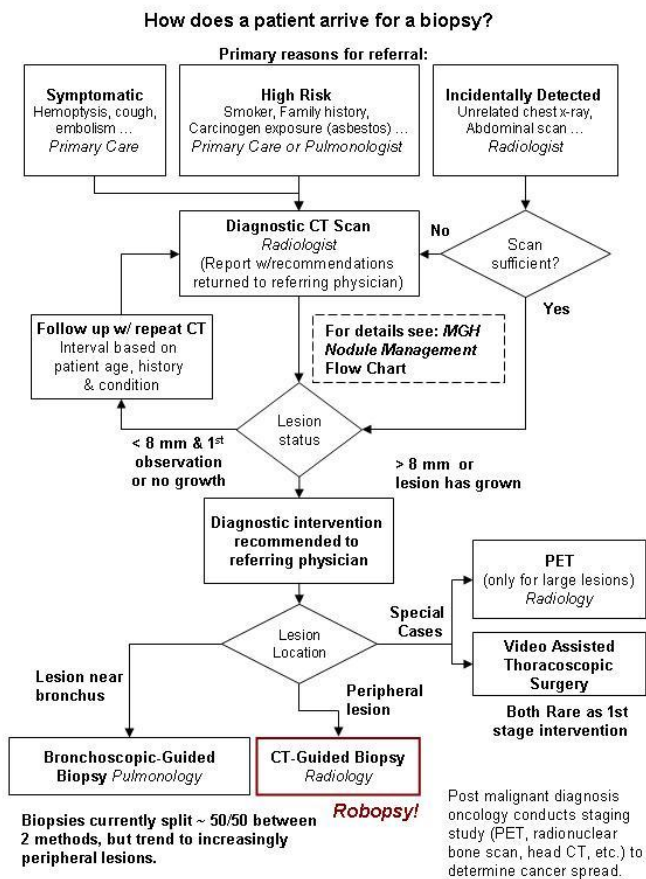 How does a patient arrive for a biopsy?
Primary reasons for referral:
Symptomatic
Hemoptysis, cough,
embolism ...
Primary Care
High Risk
Smoker, Family history,
Carcinogen exposure (asbestos) ...
Primary Care or Pulmonologist
Incidentally Detected
Unrelated chest x-ray,
Abdominal scan ...
Radiologist
Diagnostic CT Scan
Radiologist
(Report w/recommendations
returned to referring physician)
No
Scan
sufficient?
Yes
Follow up w/ repeat CT
Interval based on
patient age, history
& condition
For details see: MGH
Nodule Management
Flow Chart
Lesion
status
< 8 mm & 1st
observation
or no growth
> 8 mm or
lesion has grown
Diagnostic intervention
recommended to
referring physician
PET
(only for large lesions)
Radiology
Special
Cases
Lesion
Location
Video Assisted
Thoracoscopic
Surgery
Lesion near
bronchus
Peripheral
lesion
Both Rare as 1st
stage intervention
Bronchoscopic-Guided
Biopsy Pulmonology
CT-Guided Biopsy
Radiology
Robopsy!
Biopsies currently split ~ 50/50 between
2 methods, but trend to increasingly
peripheral lesions.
Post malignant diagnosis
oncology conducts staging
study (PET, radionuclear
bone scan, head CT, etc.) to
determine cancer spread.